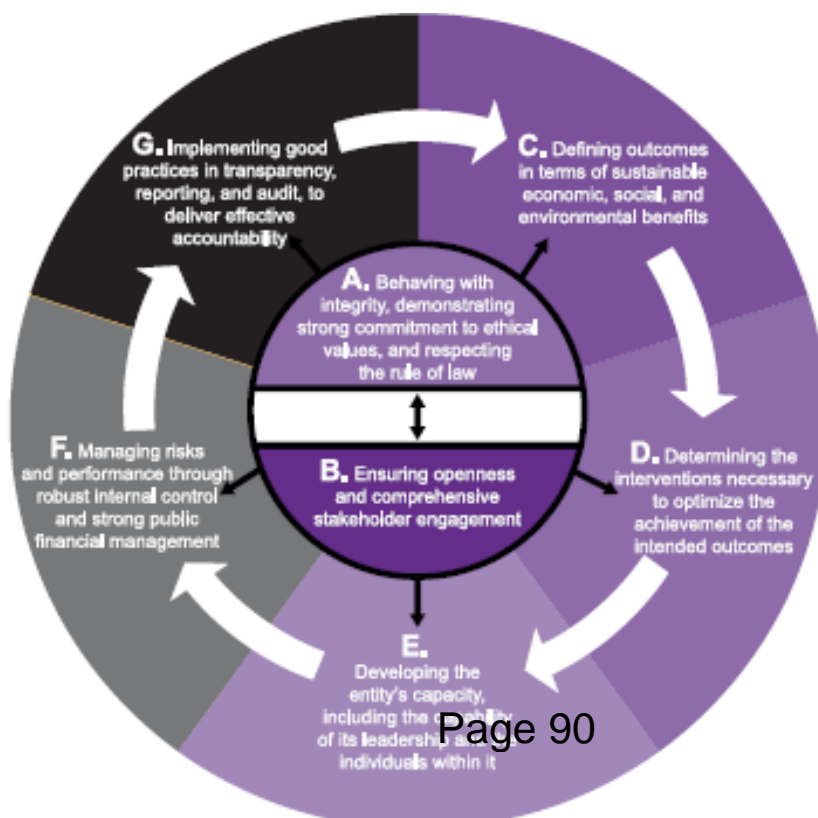 G. Implementing good
practices in transparency,
reporting, and audit, to
deliver effective
accountability
C. Defining outcomes
in terms of sustainable
economic, social, and
environmental benefits
A. Behaving with
integrity, demonstrating
strong commitment to ethical
values, and respecting
the rule of law
B. Ensuring openness
and comprehensive
stakeholder engagement
D. Determining the
interventions necessary
to optimize the
achievement of the
intended outcomes
E.
Developing the
entity's capacity,
including the capability
of its leadership and the
individuals within it
F. Managing risks
and performance through
robust internal control
and strong public
financial management
Page 90